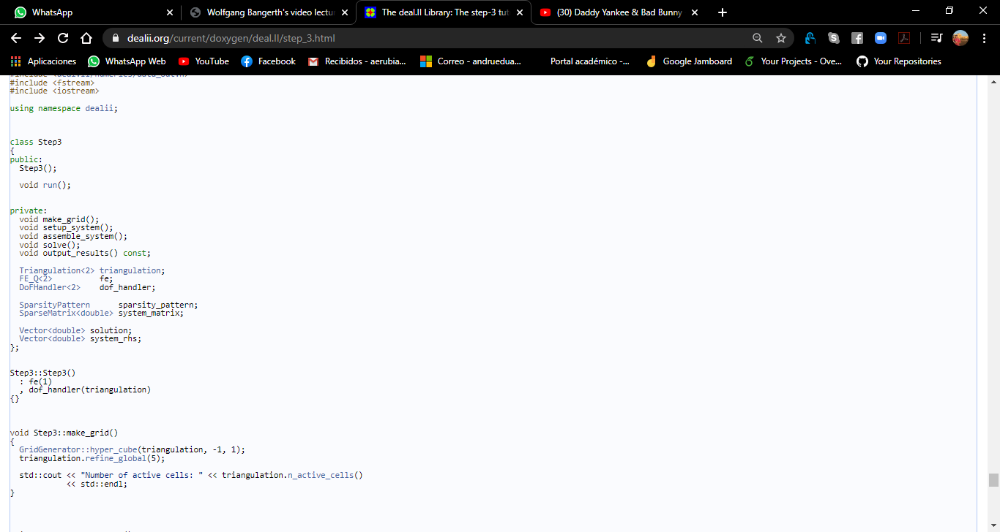 WhatsApp
Wolfgang Bangerth's video lectu
The deal.II Library: The step-3 tut
(30) Daddy Yankee & Bad Bunny
dealii.org/current/doxygen/deal.II/step_3.html
Aplicaciones
WhatsApp Web
YouTube
Facebook
Recibidos - aerubia...
Correo - andruedua...
Portal académico -...
Google Jamboard
Your Projects - Ove...
Your Repositories
#include <deal.II/numerics/data_out.h>
#include <fstream>
#include <iostream>
using namespace dealii;
class Step3
{
public:
Step3();
void run();
private:
void make_grid();
void setup_system();
void assemble_system();
void solve();
void output_results() const;
Triangulation<2> triangulation;
FE_Q<2> fe;
DoFHandler<2> dof_handler;
SparsityPattern sparsity_pattern;
SparseMatrix<double> system_matrix;
Vector<double> solution;
Vector<double> system_rhs;
};
Step3::Step3()
: fe(1)
, dof_handler(triangulation)
{}
void Step3::make_grid()
{
GridGenerator::hyper_cube(triangulation, -1, 1);
triangulation.refine_global(5);
std::cout << "Number of active cells: " << triangulation.n_active_cells()
<< std::endl;
}